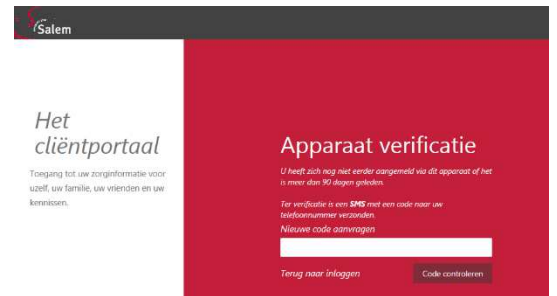 Salem
Het
cliëntportaal
Toegang tot uw zorginformatie voor
uzelf, uw familie, uw vrienden en uw
kennissen.
Apparaat verificatie
U heeft zich nog niet eerder aangemeld via dit apparaat of het
is meer dan 90 dagen geleden.
Ter verificatie is een SMS met een code naar uw
telefoonnummer verzonden.
Nieuwe code aanvragen
Terug naar inloggen
Code controleren